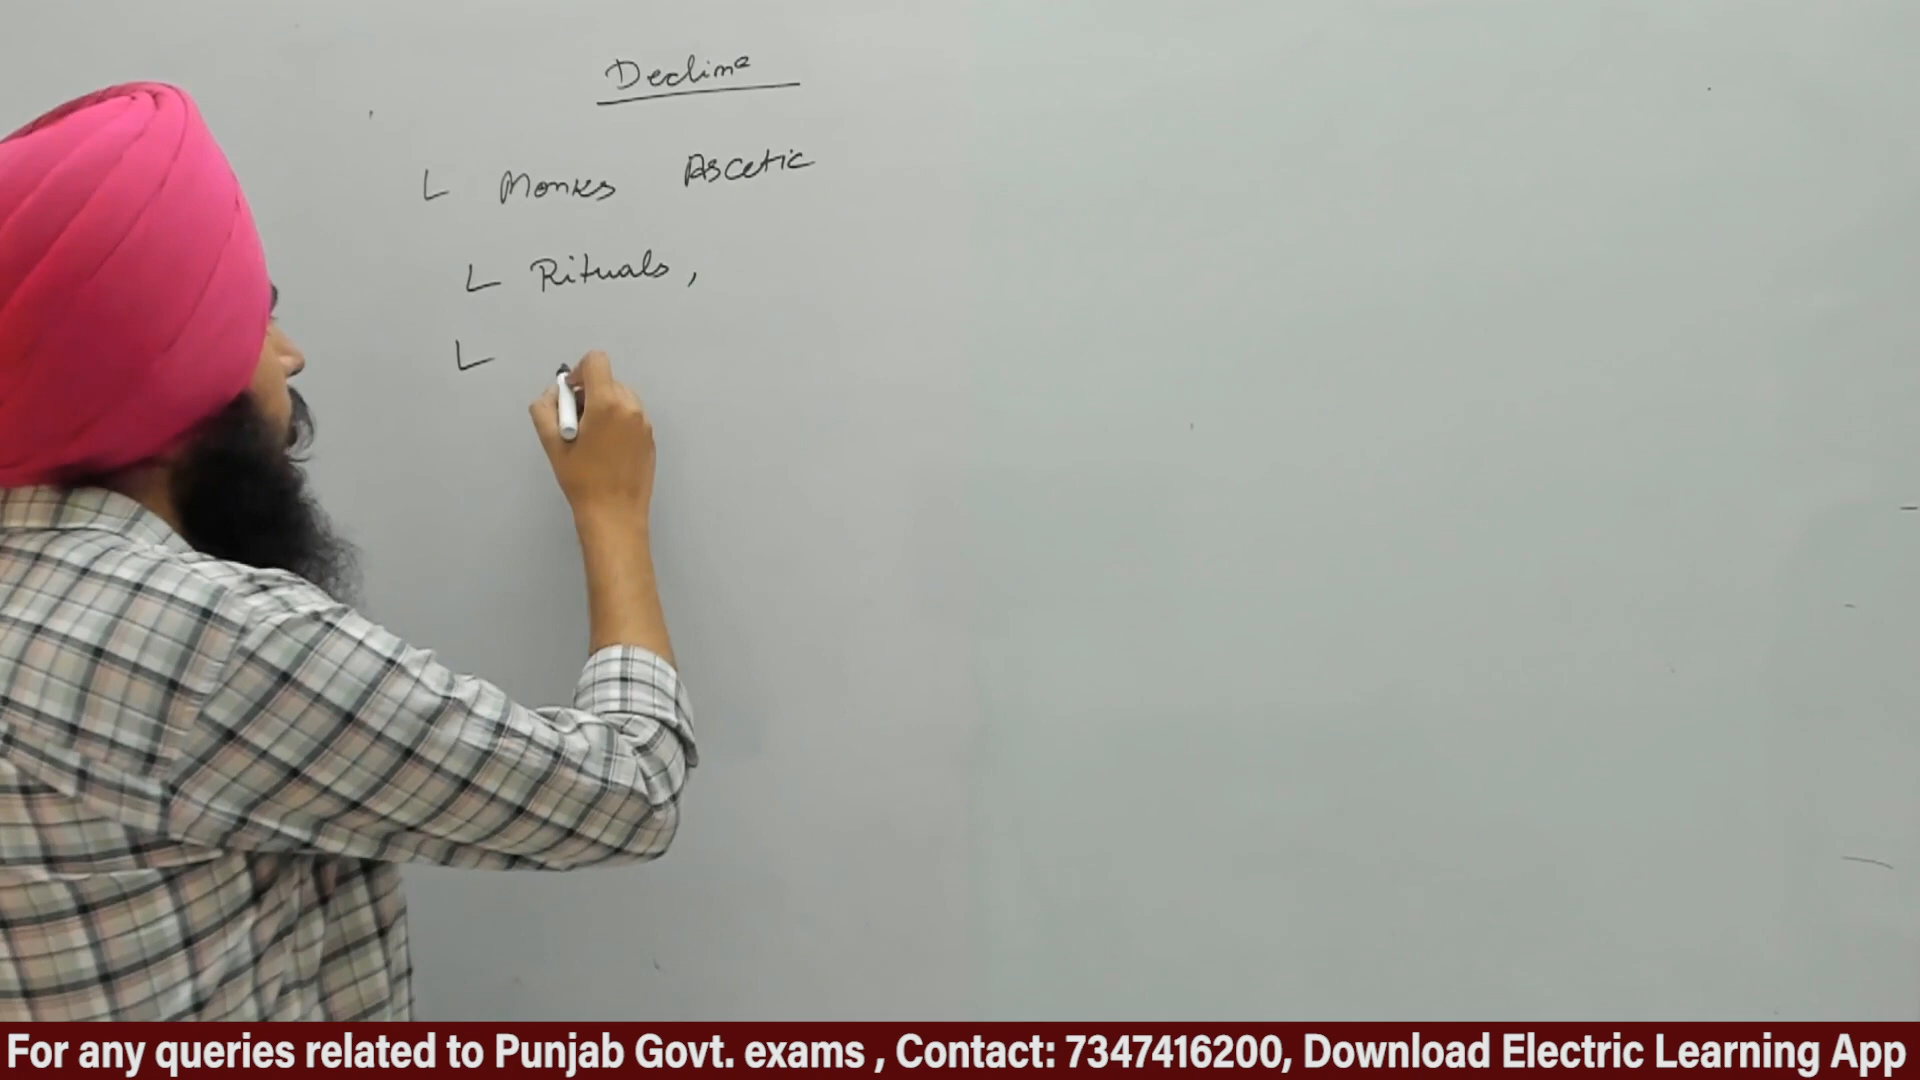 Decline
Monks Ascetic
Rituals,
For any queries related to Punjab Govt. exams , Contact: 7347416200, Download Electric Learning App